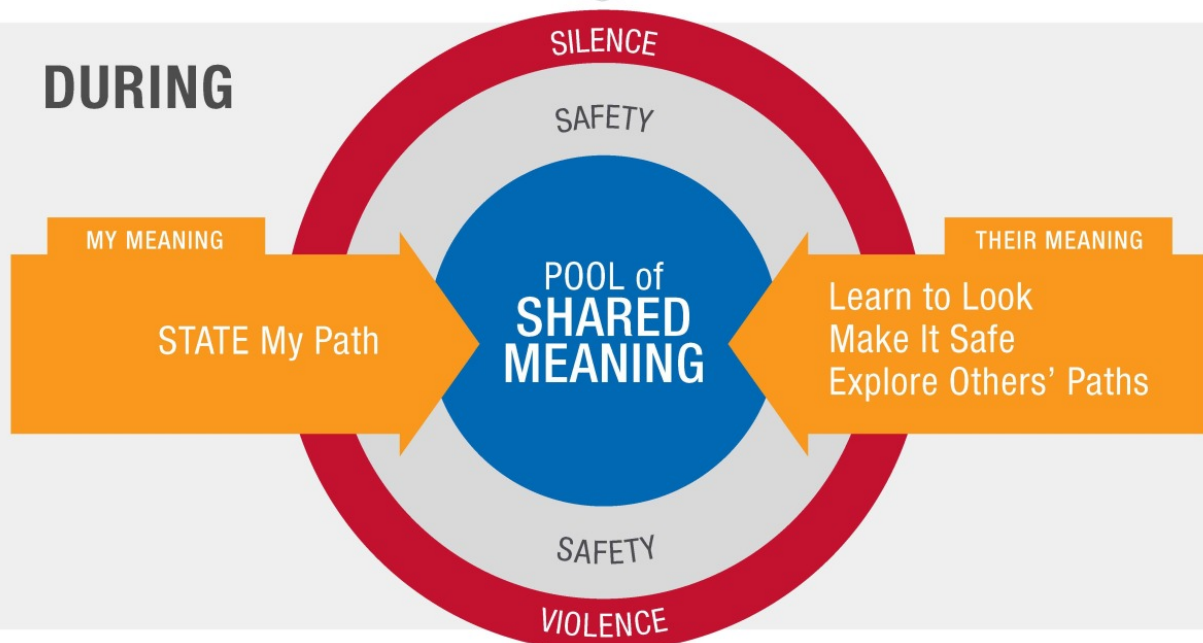 SILENCE
DURING
SAFETY
MY MEANING
THEIR MEANING
STATE My Path
POOL of
SHARED
MEANING
Learn to Look
Make It Safe
Explore Others’ Paths
SAFETY
VIOLENCE